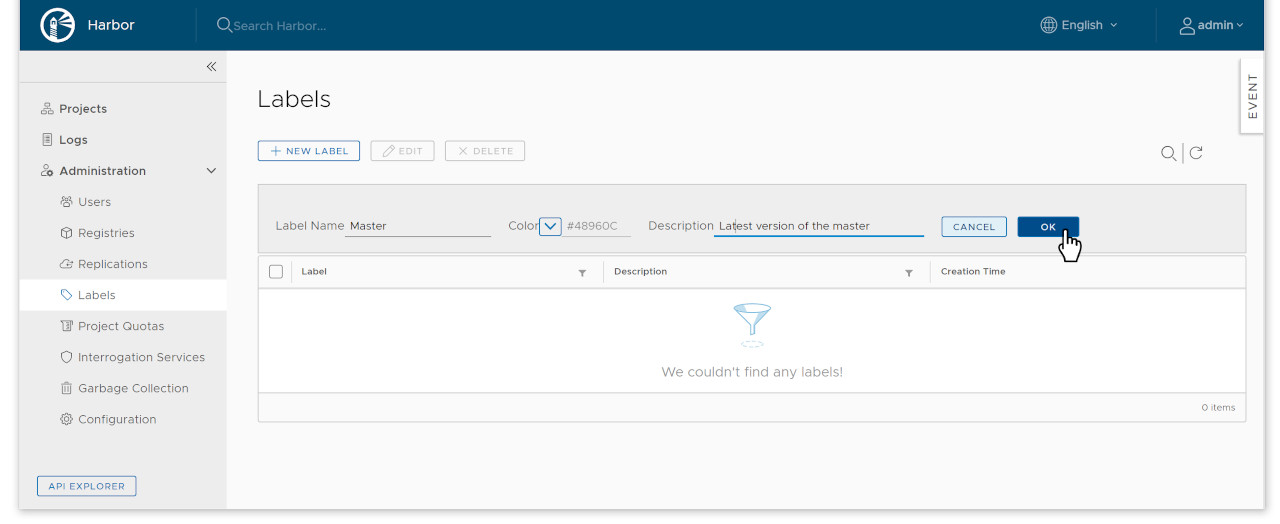 Harbor
Search Harbor...
English
admin
EVENT
Projects
Logs
Administration
Users
Registries
Replications
Labels
Project Quotas
Interrogation Services
Garbage Collection
Configuration
API EXPLORER
Labels
+ NEW LABEL EDIT × DELETE
Label Name Master Color #48960C Description Latest version of the master CANCEL OK
Label Description Creation Time
We couldn't find any labels!
0 items